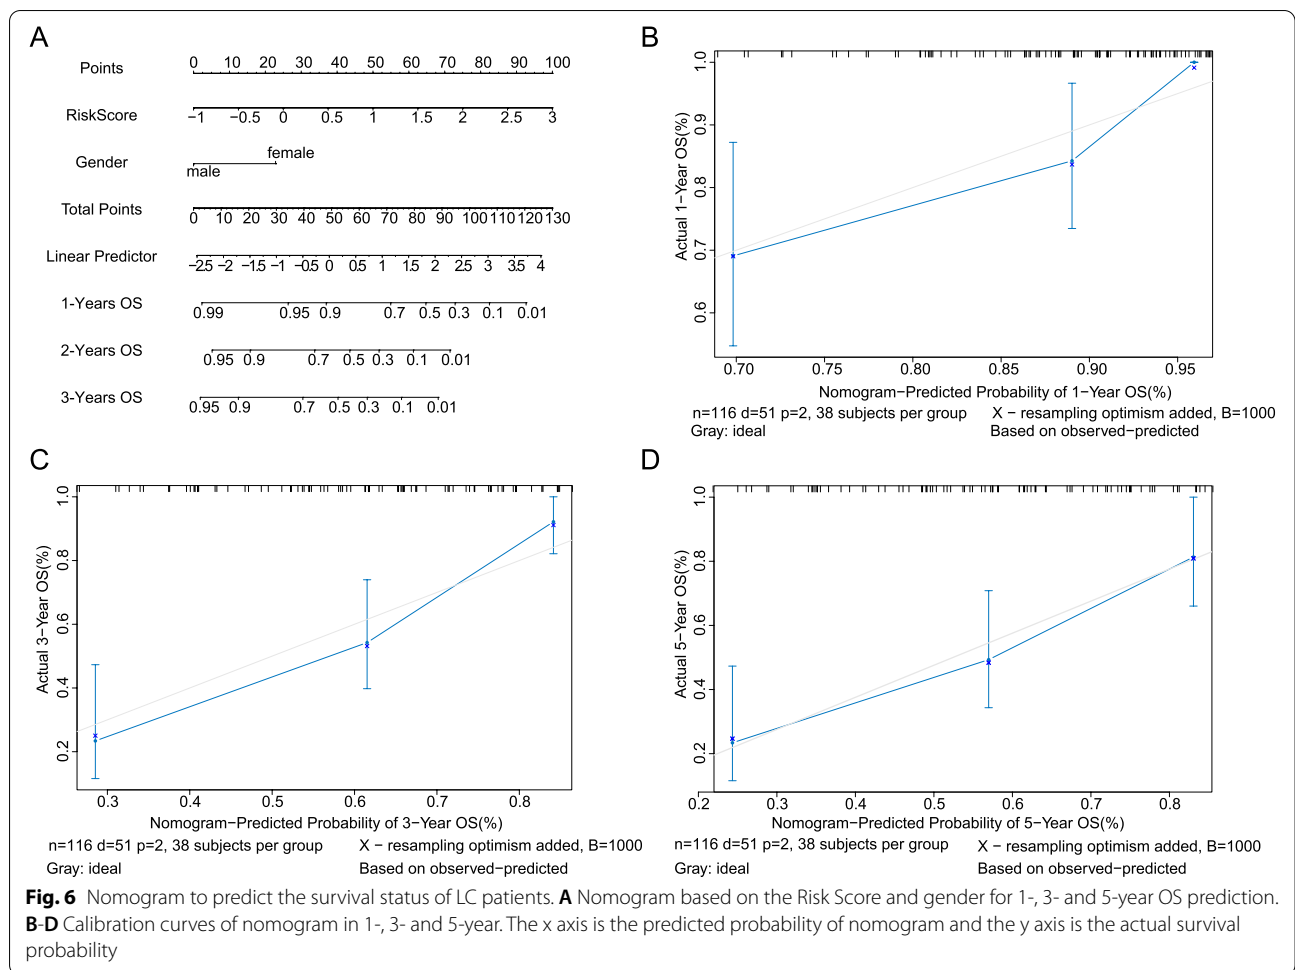 A
Points
0 10 20 30 40 50 60 70 80 90 100
RiskScore
−1 −0.5 0 0.5 1 1.5 2 2.5 3
Gender
female
male
Total Points
0 10 20 30 40 50 60 70 80 90 100 110 120 130
Linear Predictor
−2.5 −2 −1.5 −1 −0.5 0 0.5 1 1.5 2 2.5 3 3.5 4
1-Years OS
0.99 0.95 0.9 0.7 0.5 0.3 0.1 0.01
2-Years OS
0.95 0.9 0.7 0.5 0.3 0.1 0.01
3-Years OS
0.95 0.9 0.7 0.5 0.3 0.1 0.01
B
Actual 1−Year OS(%)
1.0
0.9
0.8
0.7
0.6
0.70 0.75 0.80 0.85 0.90 0.95
Nomogram−Predicted Probability of 1−Year OS(%)
n=116 d=51 p=2, 38 subjects per group X − resampling optimism added, B=1000
Gray: ideal Based on observed−predicted
C
Actual 3−Year OS(%)
1.0
0.8
0.6
0.4
0.2
0.3 0.4 0.5 0.6 0.7 0.8
Nomogram−Predicted Probability of 3−Year OS(%)
n=116 d=51 p=2, 38 subjects per group X − resampling optimism added, B=1000
Gray: ideal Based on observed−predicted
D
Actual 5−Year OS(%)
1.0
0.8
0.6
0.4
0.2
0.2 0.3 0.4 0.5 0.6 0.7 0.8
Nomogram−Predicted Probability of 5−Year OS(%)
n=116 d=51 p=2, 38 subjects per group X − resampling optimism added, B=1000
Gray: ideal Based on observed−predicted
Fig. 6 Nomogram to predict the survival status of LC patients. A Nomogram based on the Risk Score and gender for 1-, 3- and 5-year OS prediction.
B-D Calibration curves of nomogram in 1-, 3- and 5-year. The x axis is the predicted probability of nomogram and the y axis is the actual survival
probability